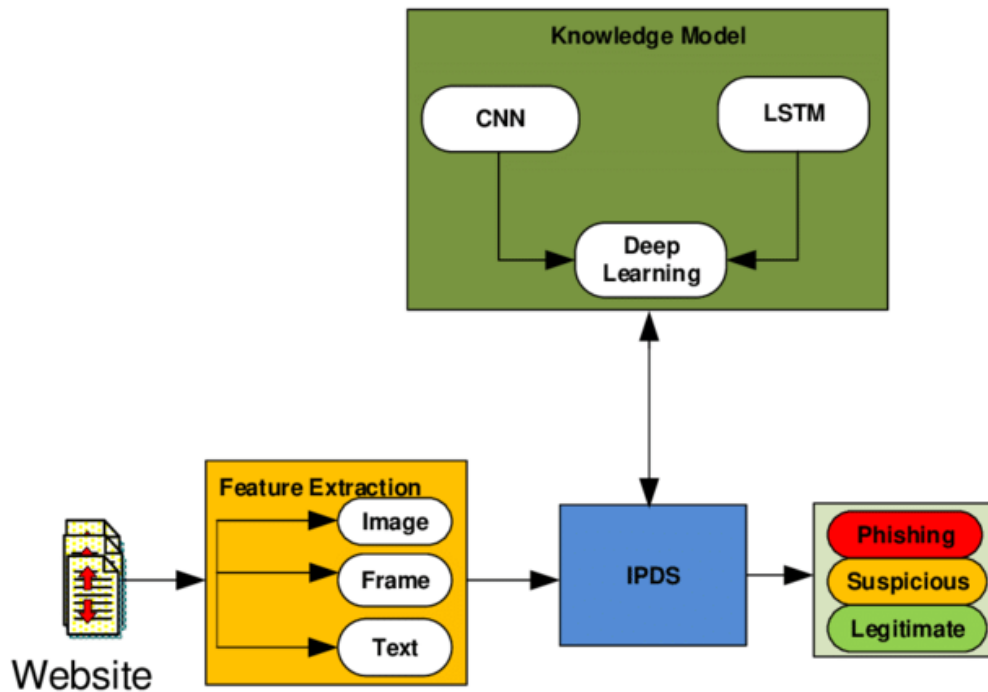 Knowledge Model
CNN
LSTM
Deep
Learning
Feature Extraction
Image
Frame
Text
Website
IPDS
Phishing
Suspicious
Legitimate